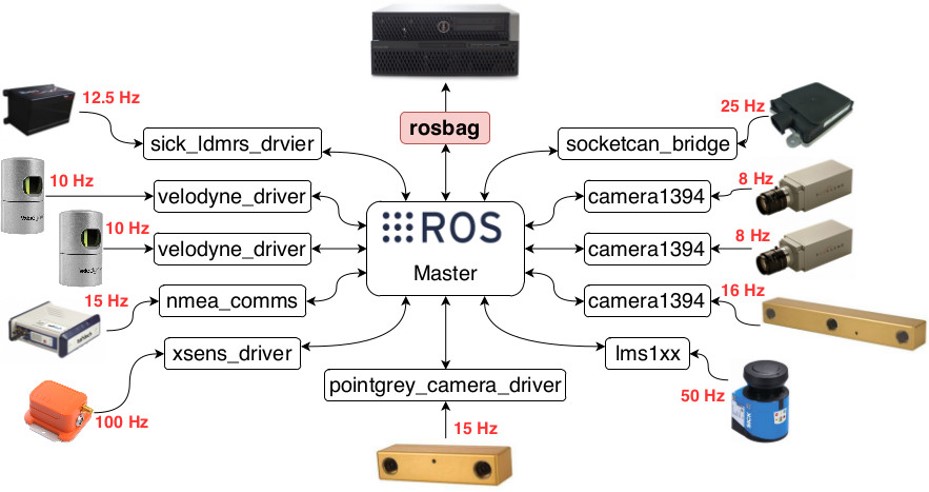 rosbag
12.5 Hz
25 Hz
sick_ldmrs_drvier
socketcan_bridge
10 Hz
velodyne_driver
8 Hz
camera1394
ROS
Master
10 Hz
velodyne_driver
8 Hz
camera1394
15 Hz
nmea_comms
16 Hz
camera1394
xsens_driver
lms1xx
100 Hz
pointgrey_camera_driver
50 Hz
15 Hz
SICK